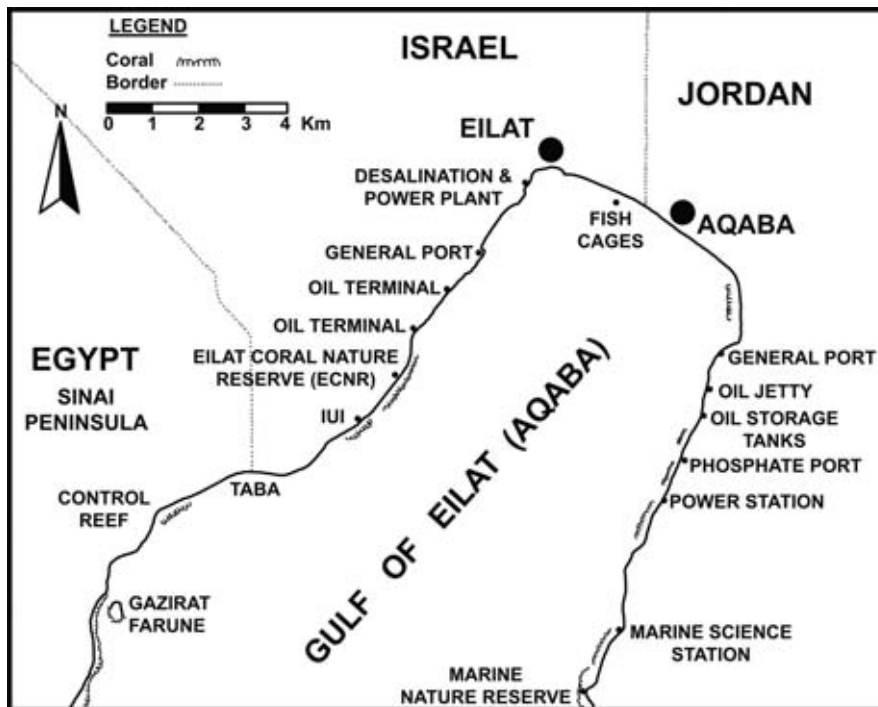 LEGEND
Coral
Border
0 1 2 3 4 Km
N
ISRAEL
JORDAN
EILAT
DESALINATION &
POWER PLANT
FISH
CAGES
AQABA
GENERAL PORT
OIL TERMINAL
OIL TERMINAL
EILAT CORAL NATURE
RESERVE (ECNR)
IUI
EGYPT
SINAI
PENINSULA
TABA
CONTROL
REEF
GAZIRAT
FARUNE
GULF OF EILAT (AQABA)
GENERAL PORT
OIL JETTY
OIL STORAGE
TANKS
PHOSPHATE PORT
POWER STATION
MARINE SCIENCE
STATION
MARINE
NATURE RESERVE